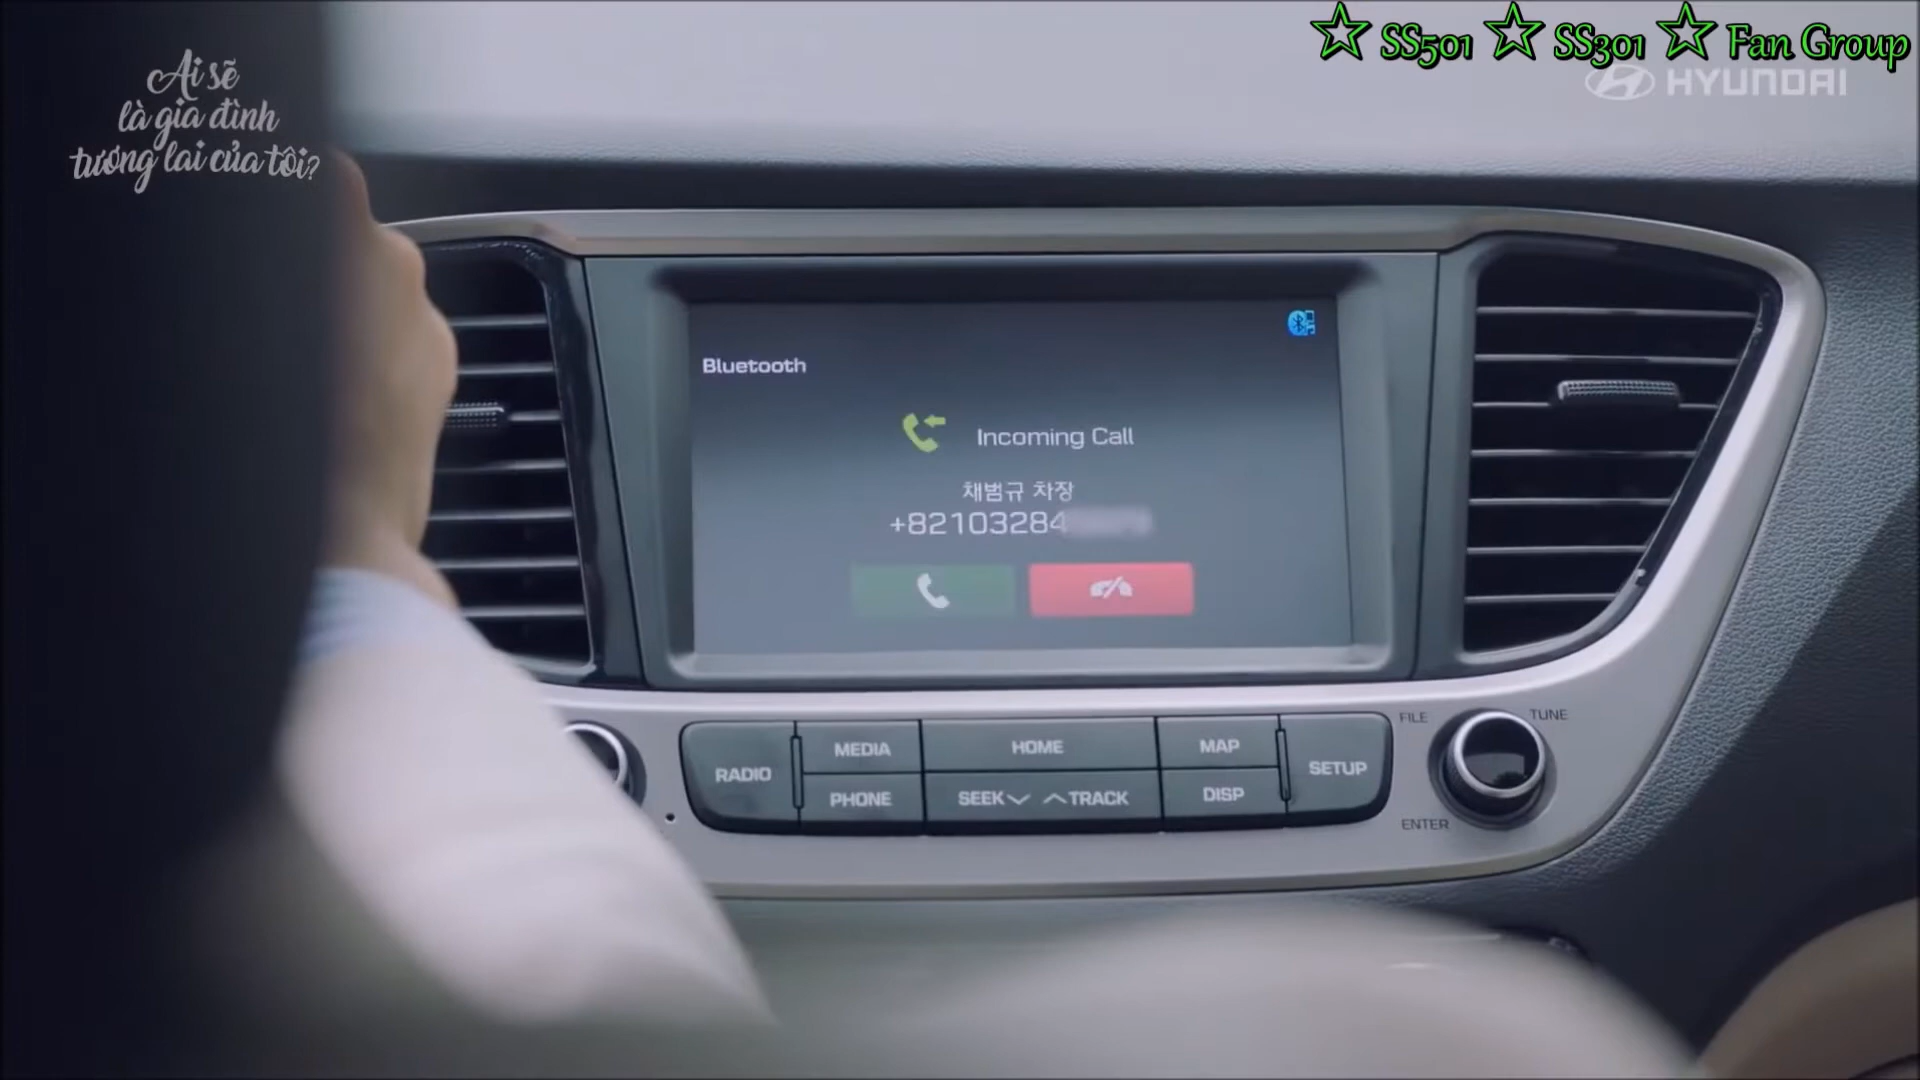 ☆ SS501 ☆ SS301 ☆ Fan Group
HYUNDAI
Ai sẽ
là gia đình
tương lai của tôi?
Bluetooth
Incoming Call
채범규 차장
+82103284
RADIO
MEDIA
HOME
MAP
SETUP
PHONE
SEEK TRACK
DISP
FILE
TUNE
ENTER